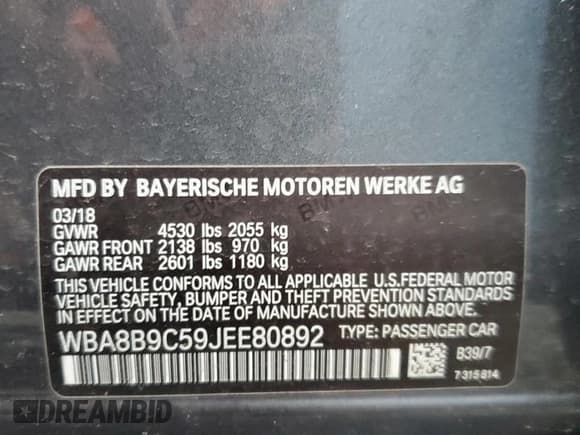 MFD BY BAYERISCHE MOTOREN WERKE AG
03/18
GVWR 4530 lbs 2055 kg
GAWR FRONT 2138 lbs 970 kg
GAWR REAR 2601 lbs 1180 kg
THIS VEHICLE CONFORMS TO ALL APPLICABLE U.S.FEDERAL MOTOR
VEHICLE SAFETY, BUMPER AND THEFT PREVENTION STANDARDS
IN EFFECT ON THE DATE OF MANUFACTURE SHOWN ABOVE.
WBA8B9C59JEE80892 TYPE: PASSENGER CAR
B39/7
7315814
DREAMBID